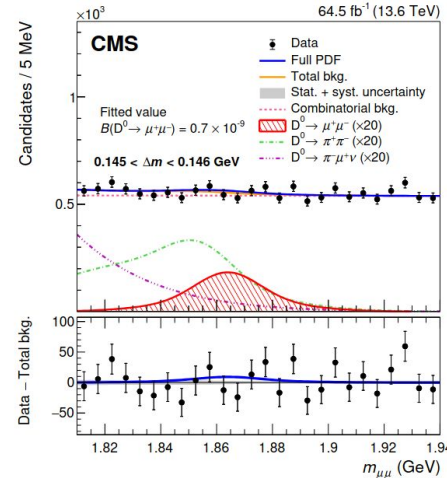 ×10³
64.5 fb⁻¹ (13.6 TeV)
CMS
Candidates / 5 MeV
Data
Full PDF
Total bkg.
Stat. + syst. uncertainty
Combinatorial bkg.
D⁰→ μ⁺μ⁻ (×20)
D⁰→ π⁺π⁻ (×20)
D⁰→ π⁻μ⁺ν (×20)
Fitted value
B(D⁰→ μ⁺μ⁻) = 0.7 × 10⁻⁹
0.145 < Δm < 0.146 GeV
1
0.5
Data − Total bkg.
100
50
0
−50
1.82 1.84 1.86 1.88 1.9 1.92 1.94
m_μμ (GeV)